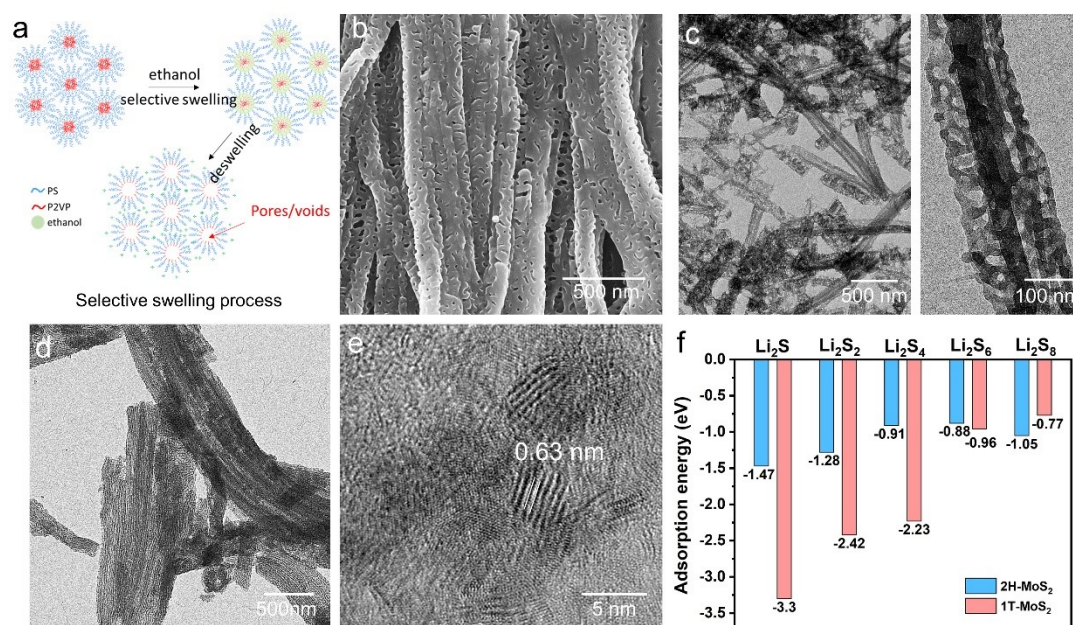 a
ethanol
selective swelling
deswelling
PS
P2VP
ethanol
Pores/voids
Selective swelling process
b
500 nm
c
500 nm
100 nm
d
500nm
e
0.63 nm
5 nm
f
Li₂S Li₂S₂ Li₂S₄ Li₂S₆ Li₂S₈
Adsorption energy (eV)
0.0
-0.5
-1.0
-1.5
-2.0
-2.5
-3.0
-3.5
-1.47
-3.3
-1.28
-2.42
-0.91
-2.23
-0.88
-0.96
-1.05
-0.77
2H-MoS₂
1T-MoS₂